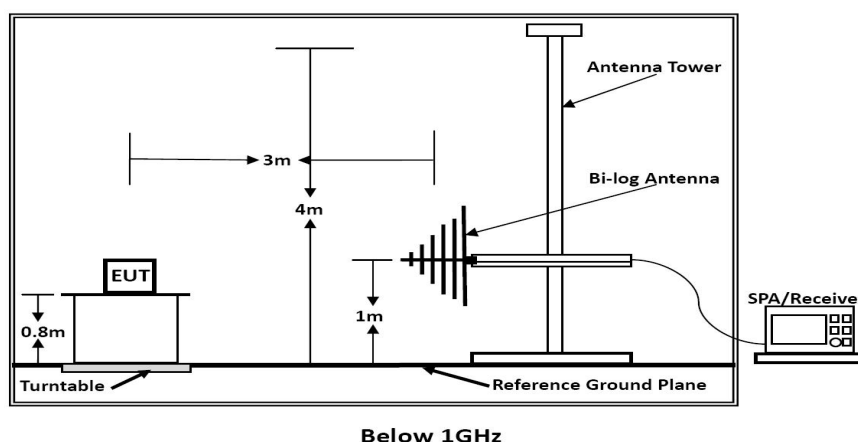 Antenna Tower
3m
Bi-log Antenna
4m
EUT
0.8m
1m
SPA/Receive
Turntable
Reference Ground Plane
Below 1GHz